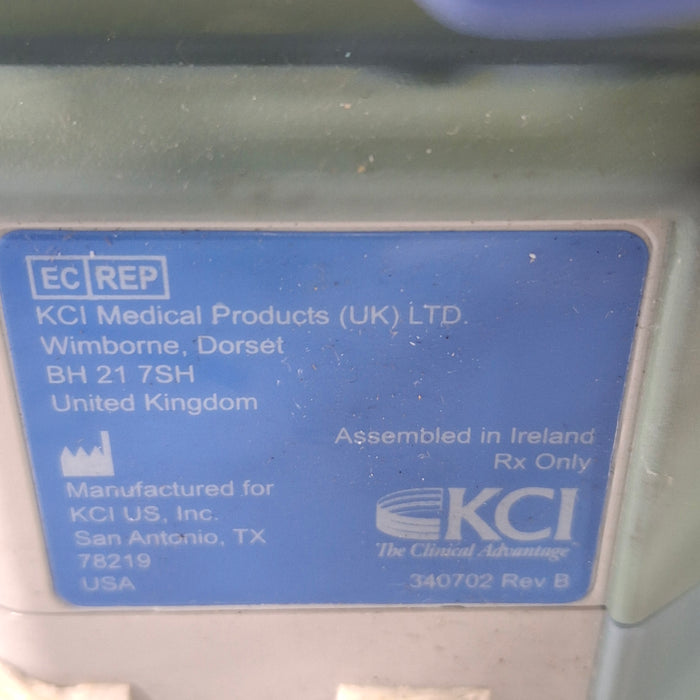 EC REP
KCI Medical Products (UK) LTD.
Wimborne, Dorset
BH 21 7SH
United Kingdom
Assembled in Ireland
Rx Only
Manufactured for
KCI US, Inc.
San Antonio, TX
78219
USA
KCI
The Clinical Advantage
340702 Rev B